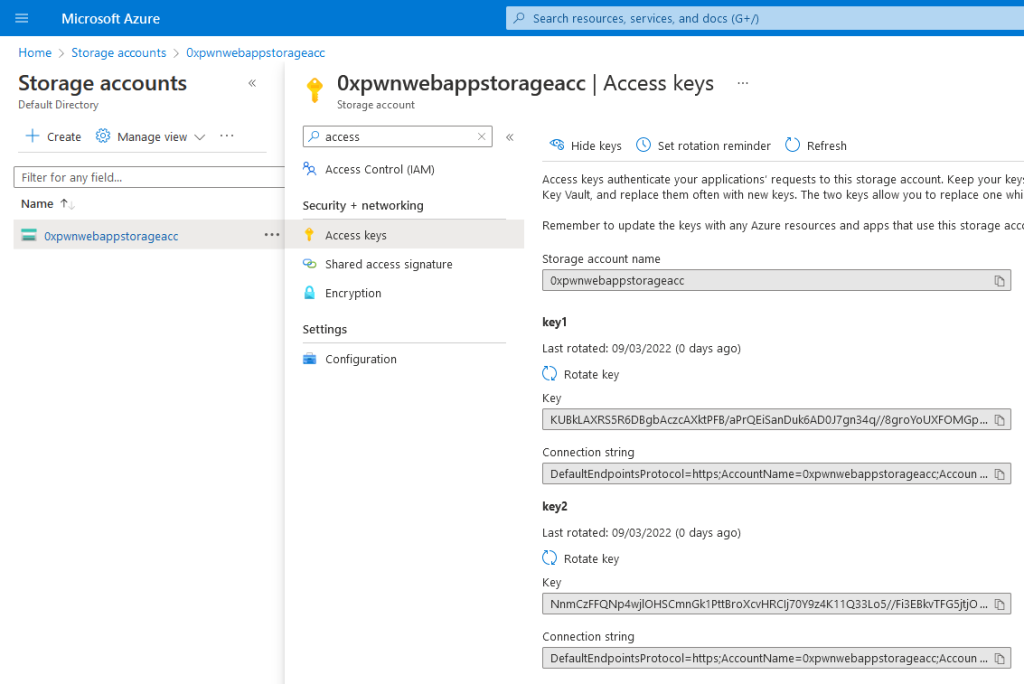 Microsoft Azure
Search resources, services, and docs (G+/)
Home > Storage accounts > 0xpwnwebappstorageacc
Storage accounts
Default Directory
Create Manage view
Filter for any field...
Name
0xpwnwebappstorageacc
0xpwnwebappstorageacc | Access keys
Storage account
access
Access Control (IAM)
Security + networking
Access keys
Shared access signature
Encryption
Settings
Configuration
Hide keys Set rotation reminder Refresh
Access keys authenticate your applications' requests to this storage account. Keep your keys
Key Vault, and replace them often with new keys. The two keys allow you to replace one whi
Remember to update the keys with any Azure resources and apps that use this storage acco
Storage account name
0xpwnwebappstorageacc
key1
Last rotated: 09/03/2022 (0 days ago)
Rotate key
Key
KUBkLAXRS5R6DBgbAczcAXktPFB/aPrQEiSanDuk6AD0J7gn34q//8groYoUXFOMGp...
Connection string
DefaultEndpointsProtocol=https;AccountName=0xpwnwebappstorageacc;Accoun ...
key2
Last rotated: 09/03/2022 (0 days ago)
Rotate key
Key
NnmCzFFQNp4wjlOHSCmnGk1PttBroXcvHRCIj70Y9z4K11Q33Lo5//Fi3EBkvTFG5jtjO ...
Connection string
DefaultEndpointsProtocol=https;AccountName=0xpwnwebappstorageacc;Accoun ...